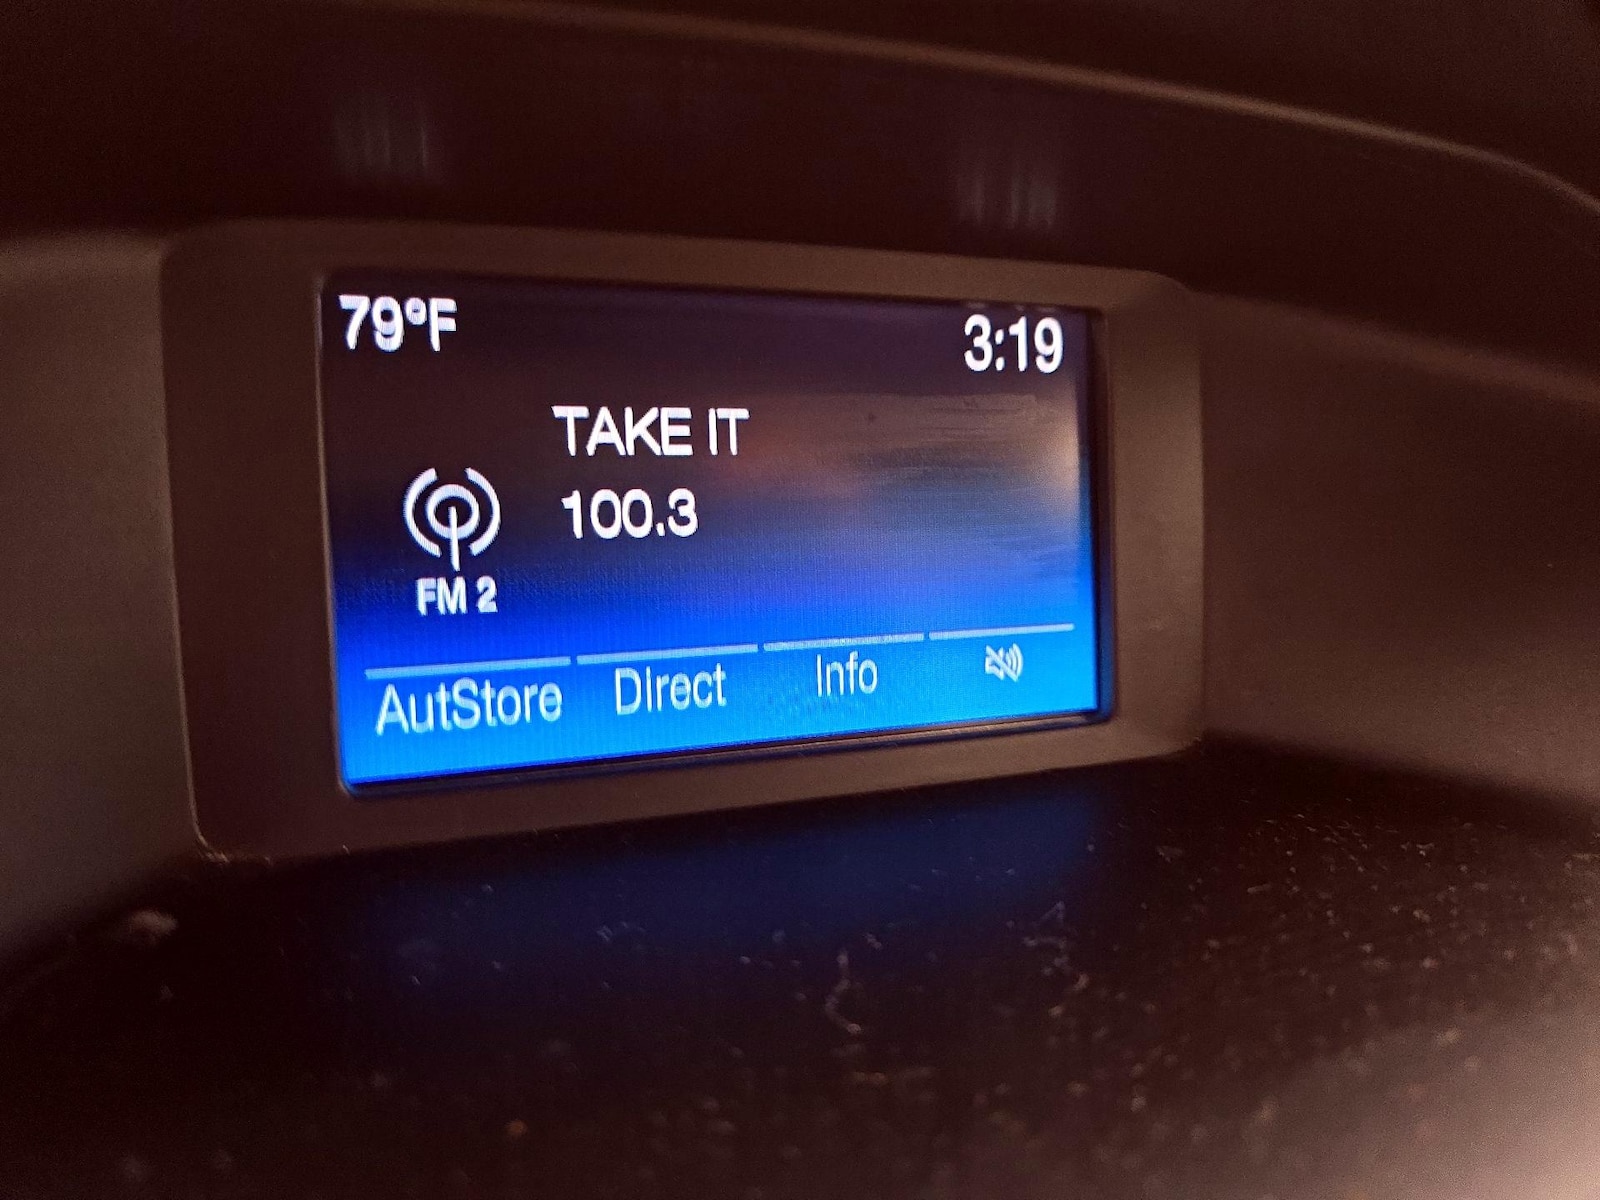 79°F
3:19
TAKE IT
100.3
FM 2
AutStore
Direct
Info